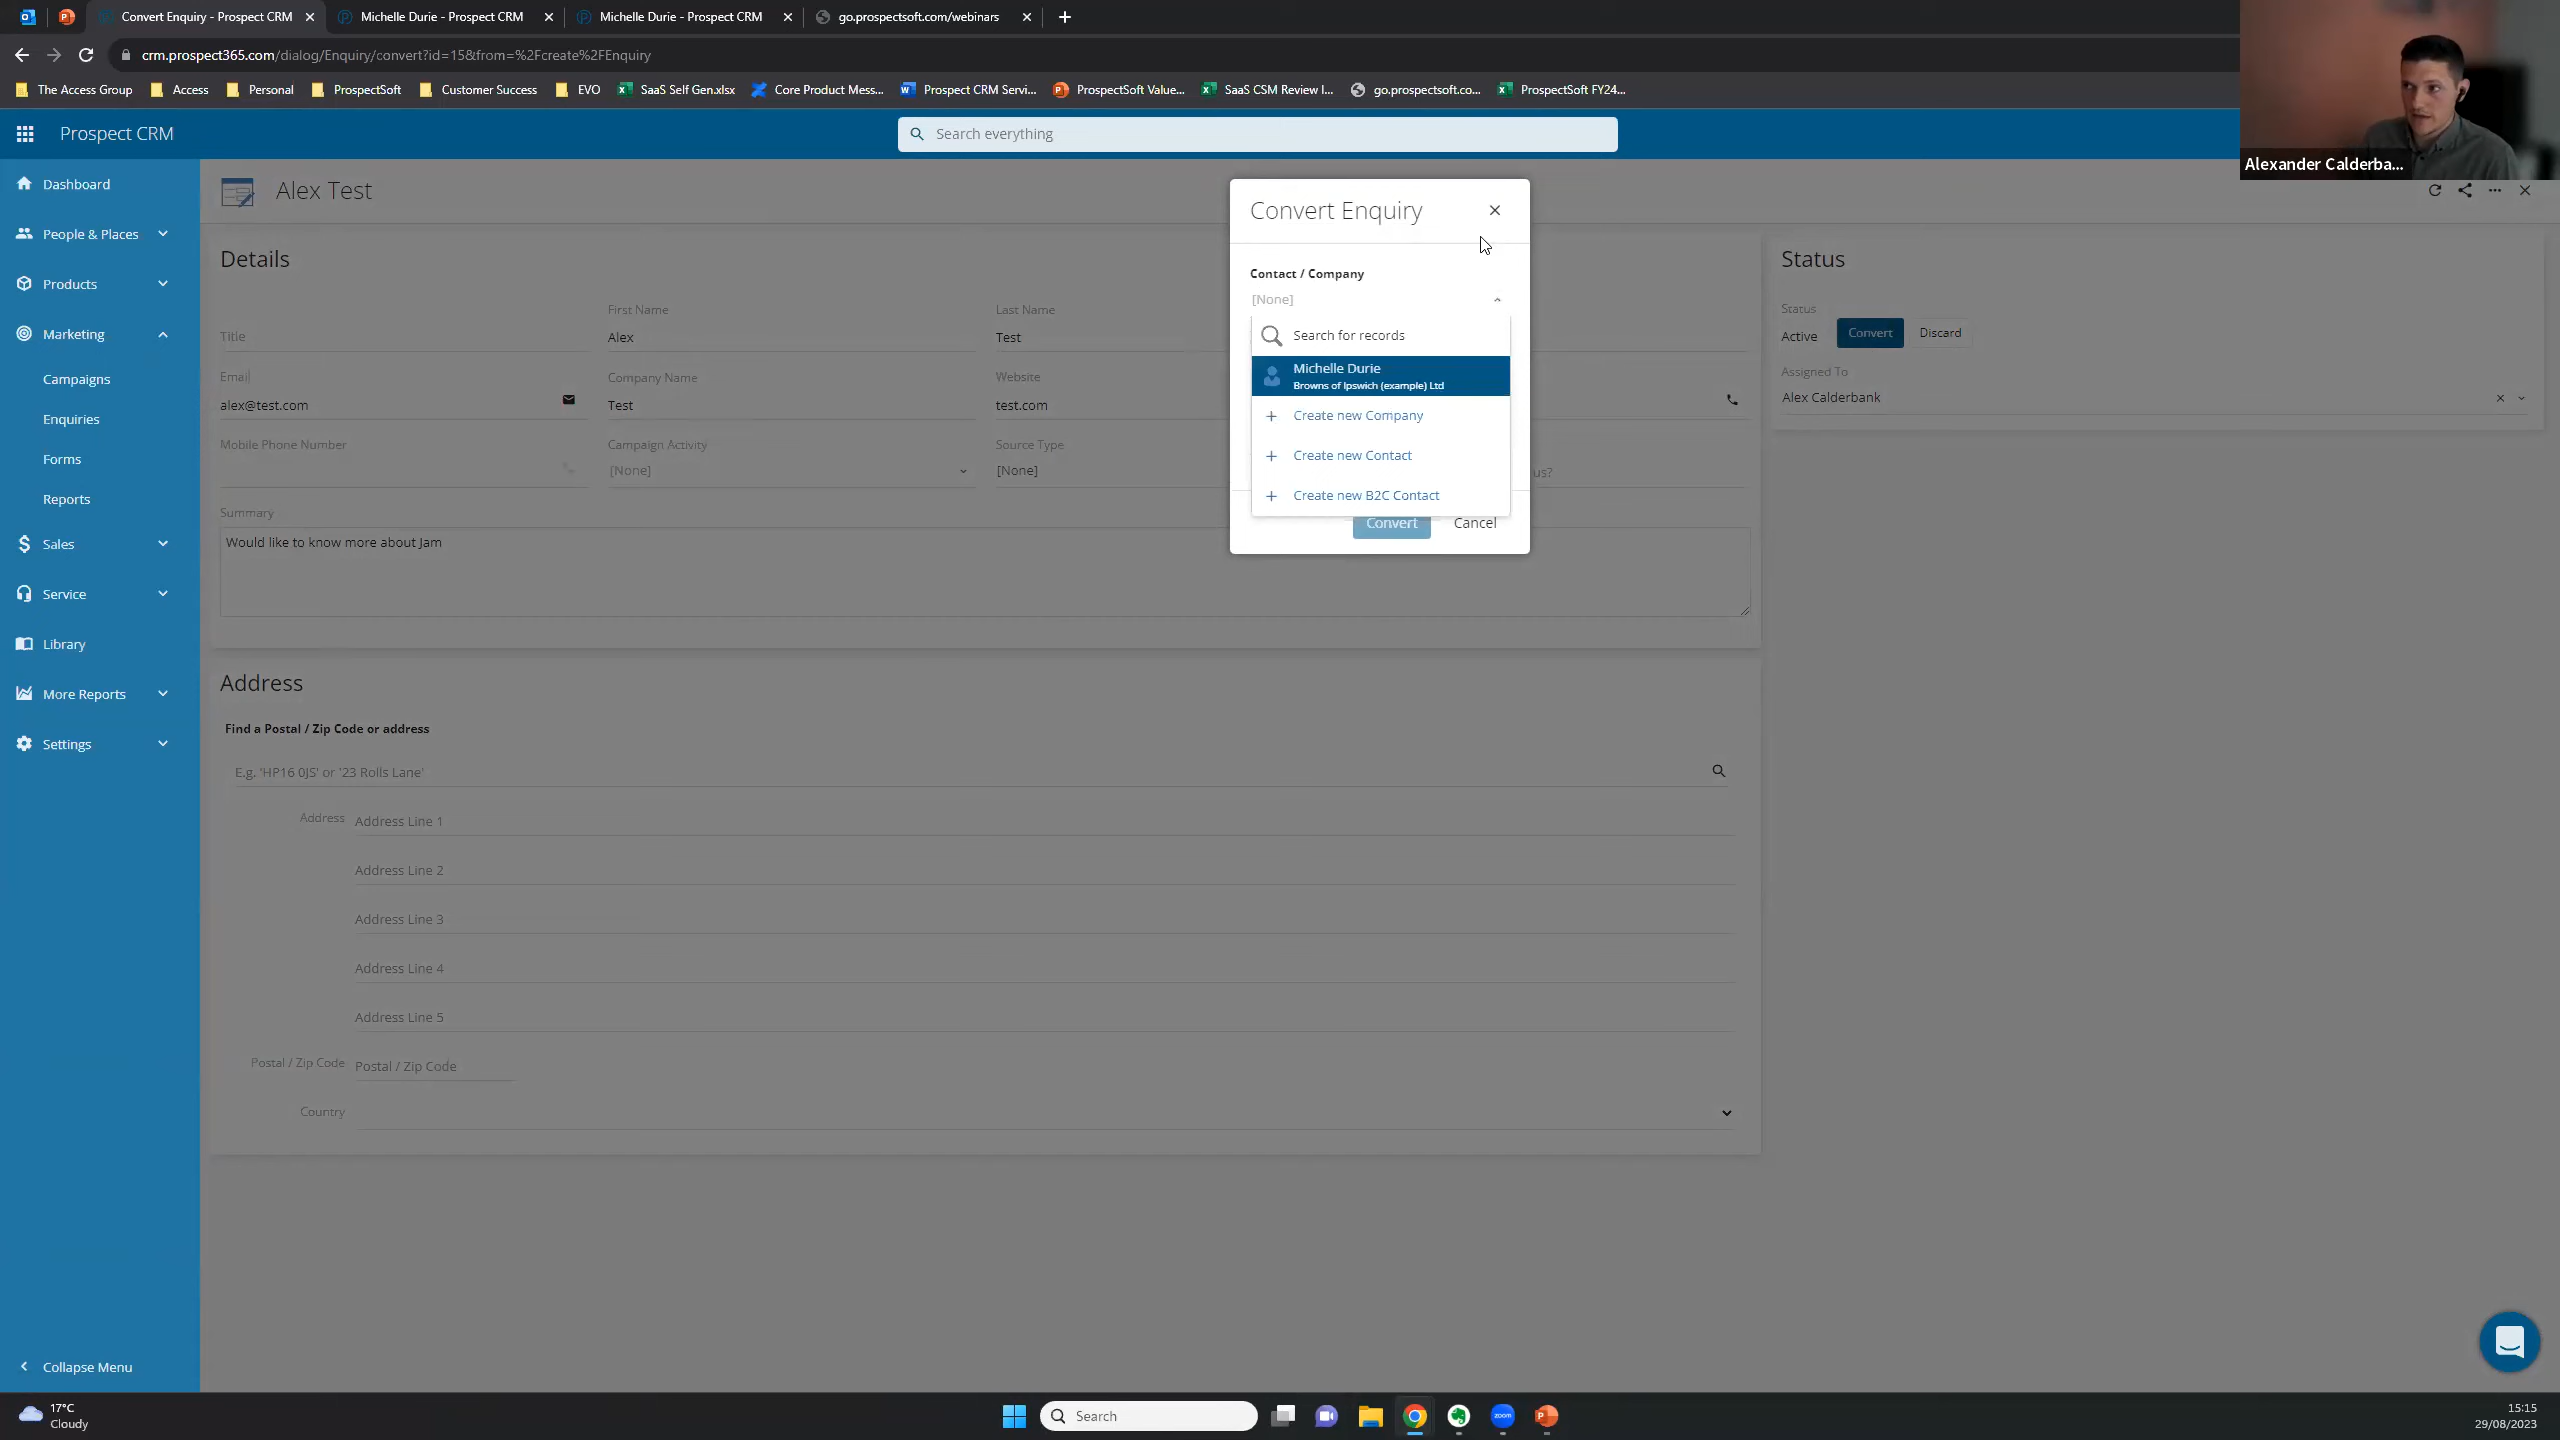 Convert Enquiry - Prospect CRM
Michelle Durie - Prospect CRM
Michelle Durie - Prospect CRM
go.prospectsoft.com/webinars
crm.prospect365.com/dialog/Enquiry/convert?id=15&from=%2Fcreate%2FEnquiry
The Access Group
Access
Personal
ProspectSoft
Customer Success
EVO
SaaS Self Gen.xlsx
Core Product Mess...
Prospect CRM Servi...
ProspectSoft Value...
SaaS CSM Review I...
go.prospectsoft.co...
ProspectSoft FY24...
Prospect CRM
Search everything
Alexander Calderba...
Dashboard
People & Places
Products
Marketing
Campaigns
Enquiries
Forms
Reports
Sales
Service
Library
More Reports
Settings
Collapse Menu
Alex Test
Details
Title
First Name
Alex
Last Name
Test
Email
alex@test.com
Company Name
Test
Website
test.com
Mobile Phone Number
Campaign Activity
[None]
Source Type
[None]
us?
Summary
Would like to know more about Jam
Convert Enquiry
Contact / Company
[None]
Search for records
Michelle Durie
Browns of Ipswich (example) Ltd
+ Create new Company
+ Create new Contact
+ Create new B2C Contact
Convert
Cancel
Status
Status
Active
Convert
Discard
Assigned To
Alex Calderbank
Address
Find a Postal / Zip Code or address
E.g. 'HP16 0JS' or '23 Rolls Lane'
Address
Address Line 1
Address Line 2
Address Line 3
Address Line 4
Address Line 5
Postal / Zip Code
Postal / Zip Code
Country
17°C
Cloudy
Search
zoom
15:15
29/08/2023